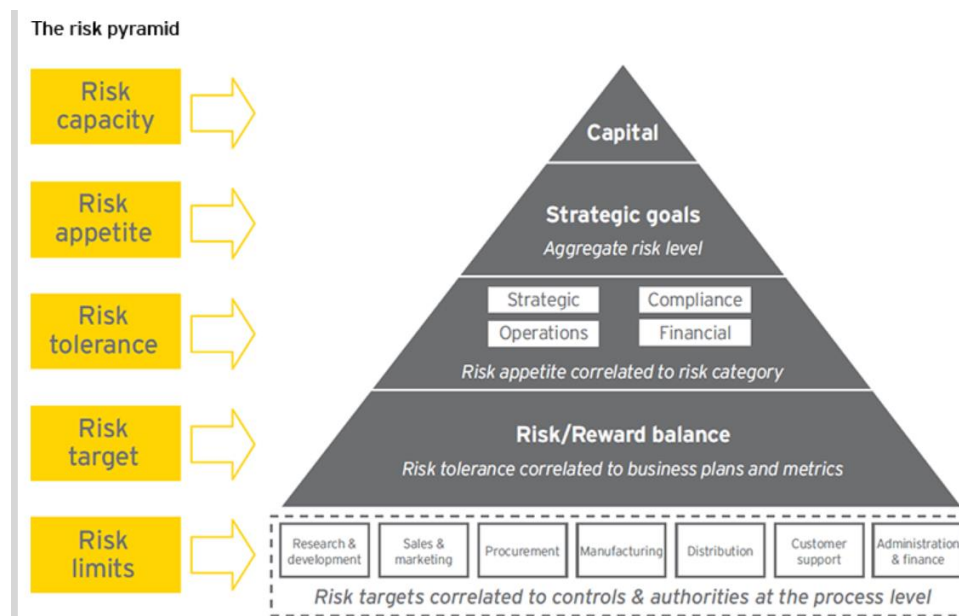 The risk pyramid
Risk
capacity
Capital
Risk
appetite
Strategic goals
Aggregate risk level
Risk
tolerance
Strategic
Compliance
Operations
Financial
Risk appetite correlated to risk category
Risk
target
Risk/Reward balance
Risk tolerance correlated to business plans and metrics
Risk
limits
Research &
development
Sales &
marketing
Procurement
Manufacturing
Distribution
Customer
support
Administration
& finance
Risk targets correlated to controls & authorities at the process level